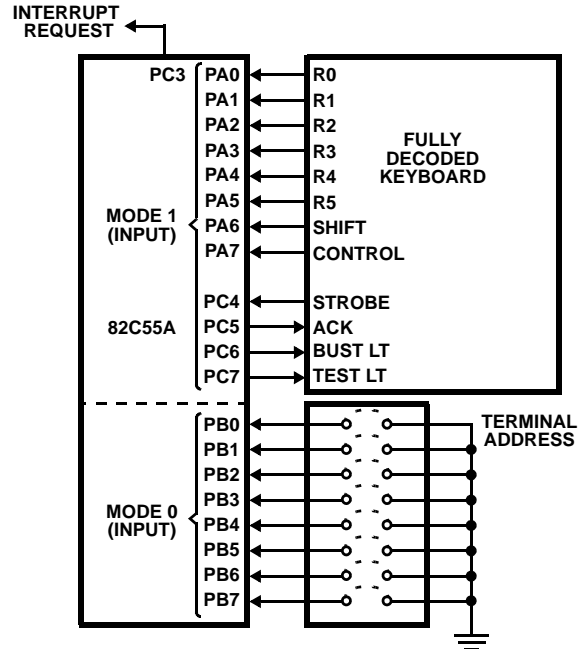 INTERRUPT
REQUEST
PC3 PA0 R0
PA1 R1
PA2 R2
PA3 R3
PA4 R4
PA5 R5
PA6 SHIFT
PA7 CONTROL
FULLY
DECODED
KEYBOARD
MODE 1
(INPUT)
PC4 STROBE
82C55A PC5 ACK
PC6 BUST LT
PC7 TEST LT
PB0
PB1
PB2
PB3
PB4
PB5
PB6
PB7
MODE 0
(INPUT)
TERMINAL
ADDRESS